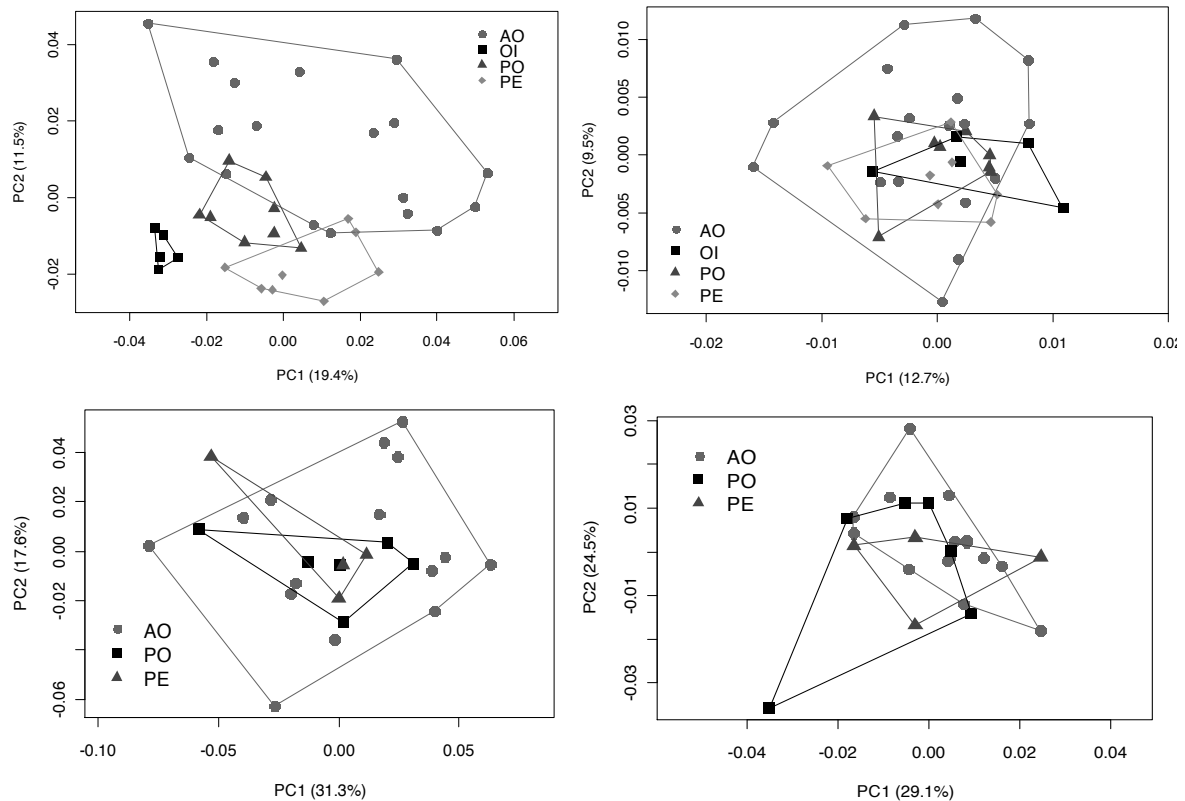 AO
OI
PO
PE
0.04
0.02
0.00
-0.02
PC2 (11.5%)
-0.04
-0.02
0.00
0.02
0.04
0.06
PC1 (19.4%)
0.010
0.005
0.000
-0.005
-0.010
PC2 (9.5%)
AO
OI
PO
PE
-0.02
-0.01
0.00
0.01
PC1 (12.7%)
0.04
0.02
0.00
-0.02
-0.06
PC2 (17.6%)
AO
PO
PE
-0.10
-0.05
0.00
0.05
PC1 (31.3%)
0.03
0.01
-0.01
-0.03
PC2 (24.5%)
AO
PO
PE
-0.04
-0.02
0.00
0.02
0.04
PC1 (29.1%)